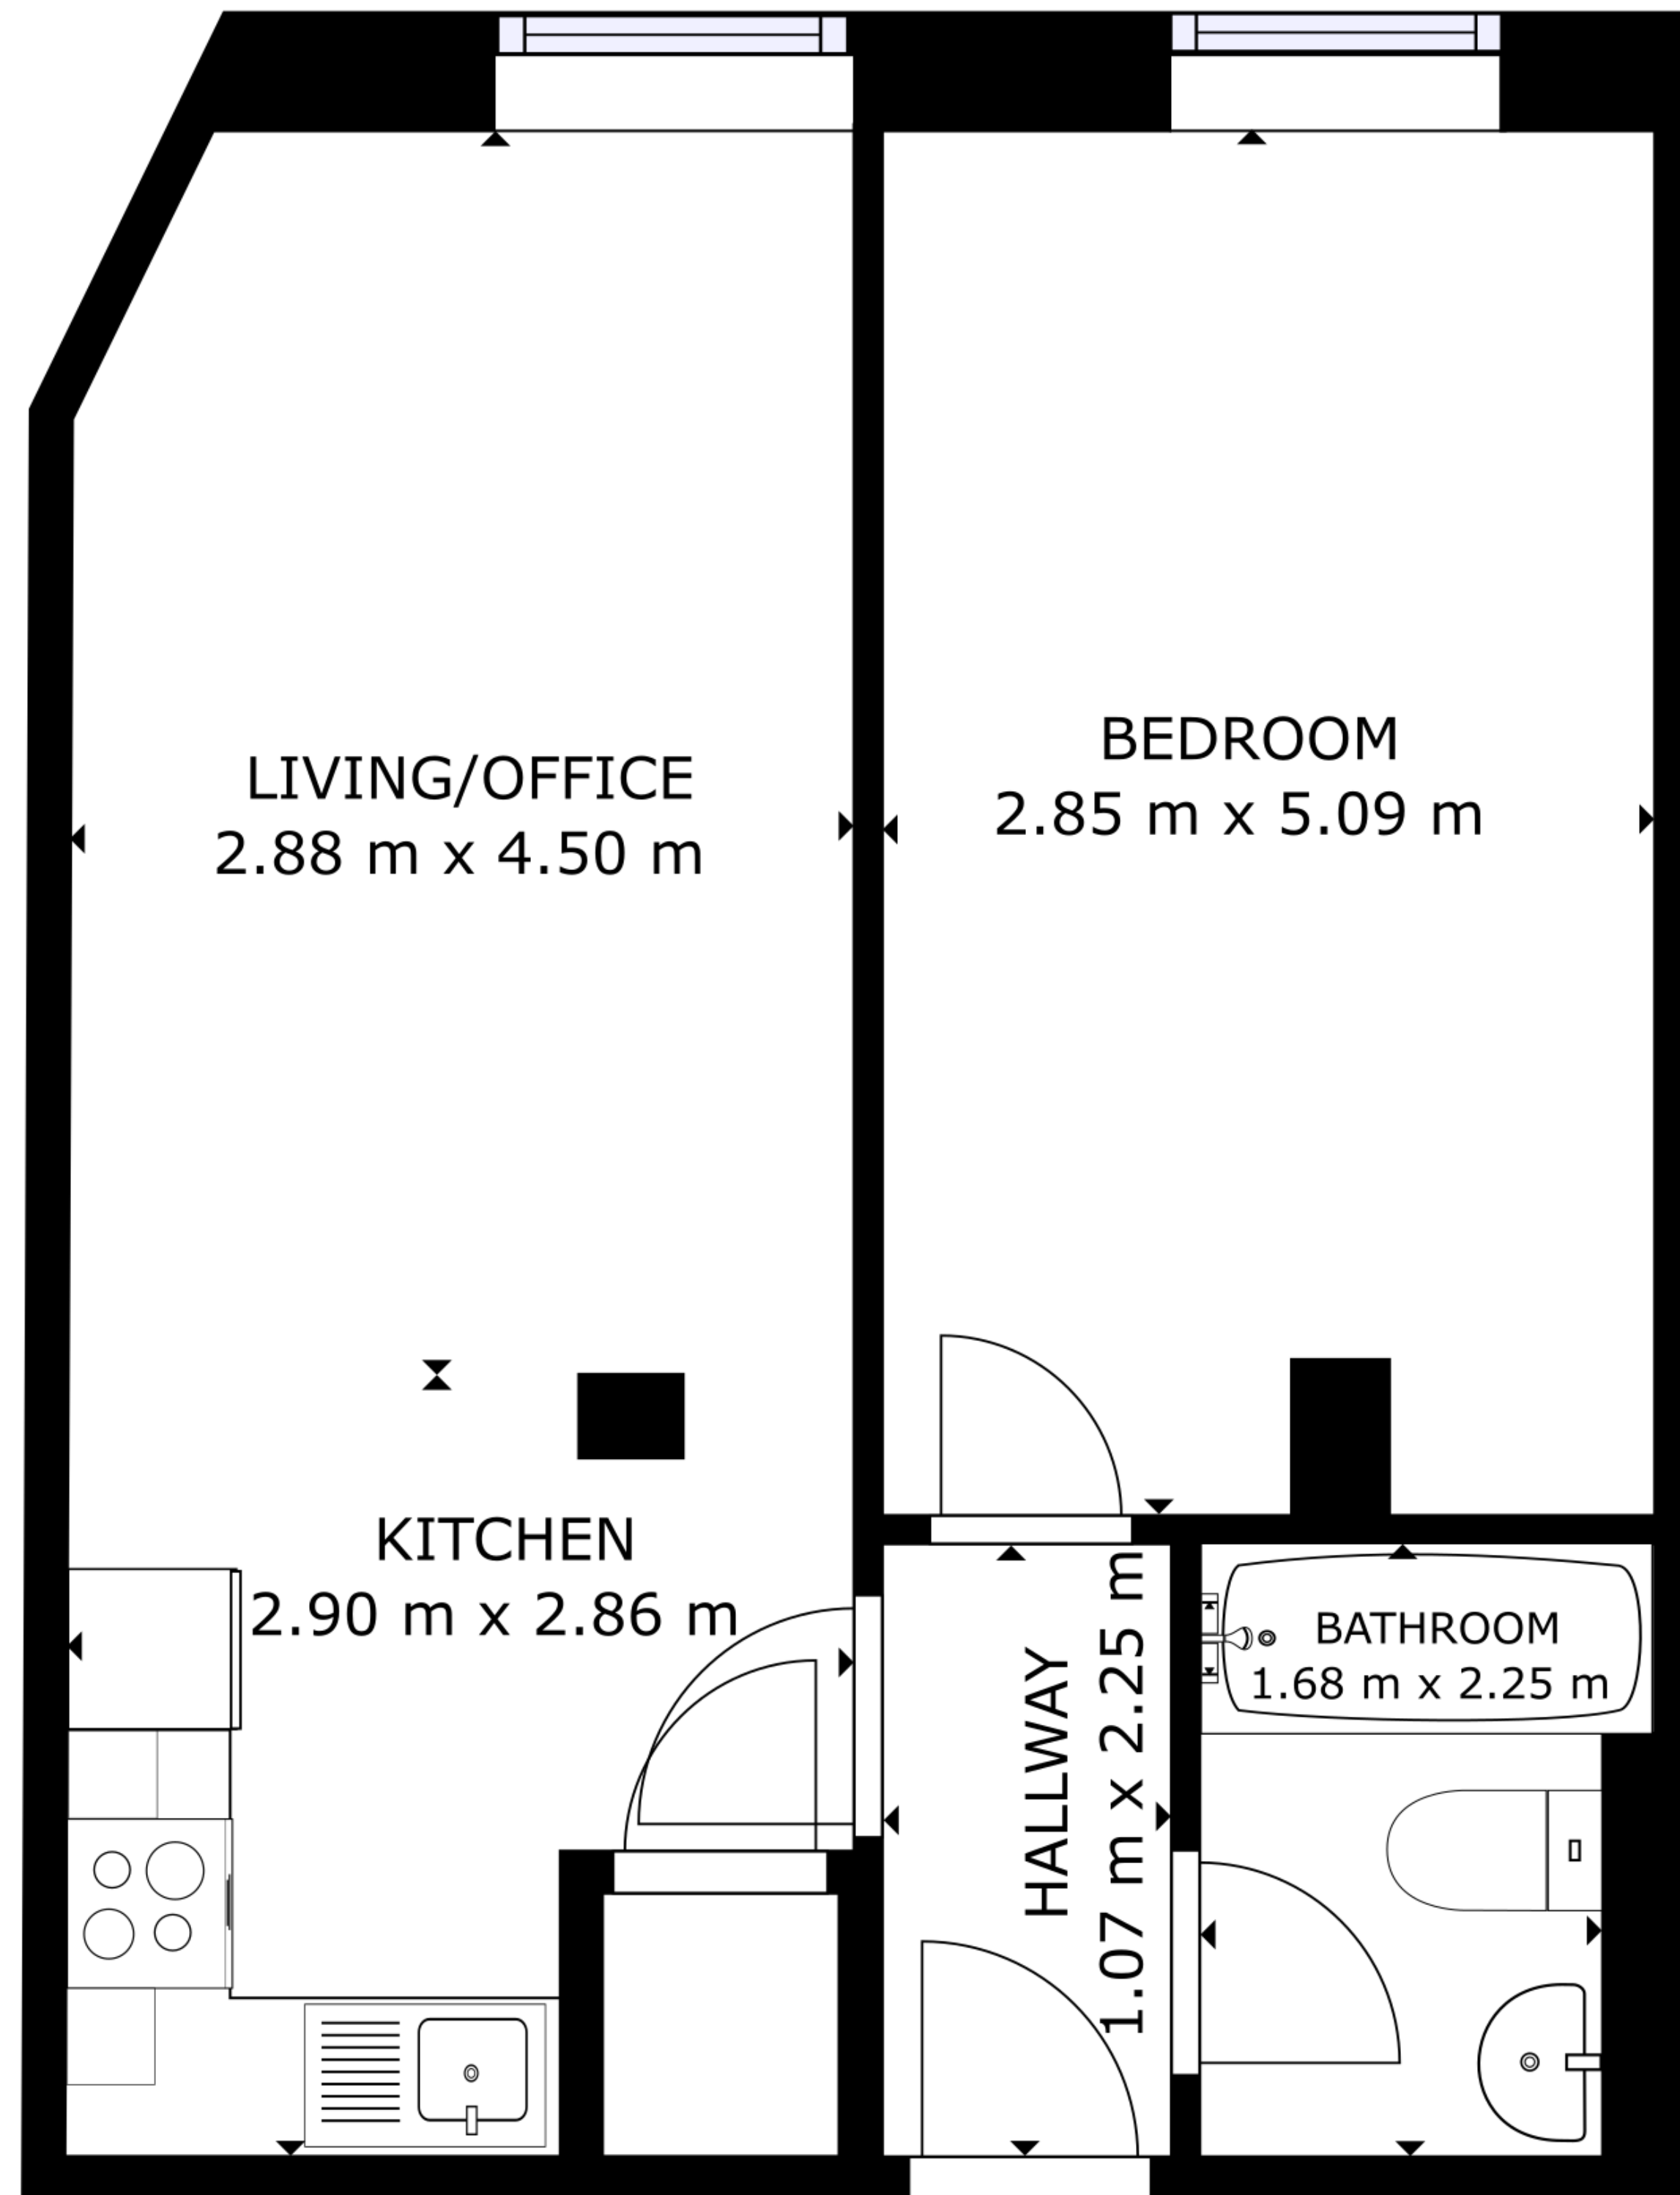 LIVING/OFFICE
2.88 m x 4.50 m
BEDROOM
2.85 m x 5.09 m
KITCHEN
2.90 m x 2.86 m
HALLWAY
1.07 m x 2.25 m
BATHROOM
1.68 m x 2.25 m